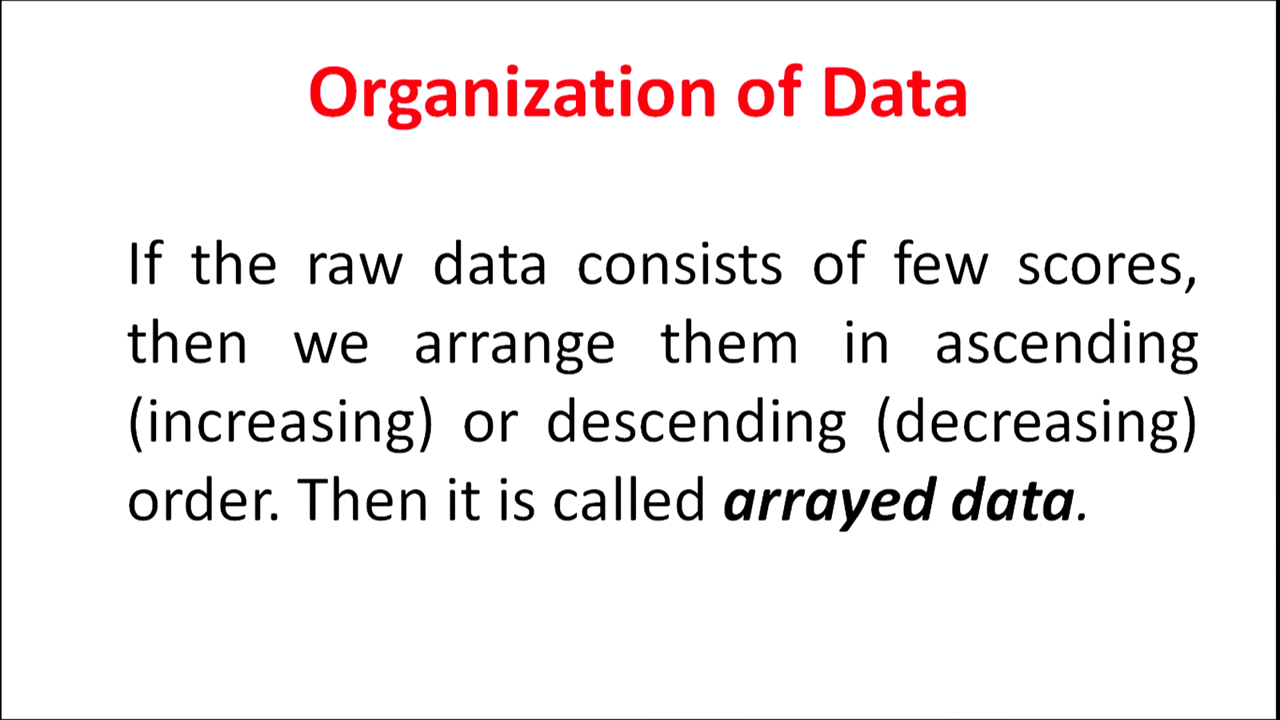 Organization of Data
If the raw data consists of few scores,
then we arrange them in ascending
(increasing) or descending (decreasing)
order. Then it is called arrayed data.